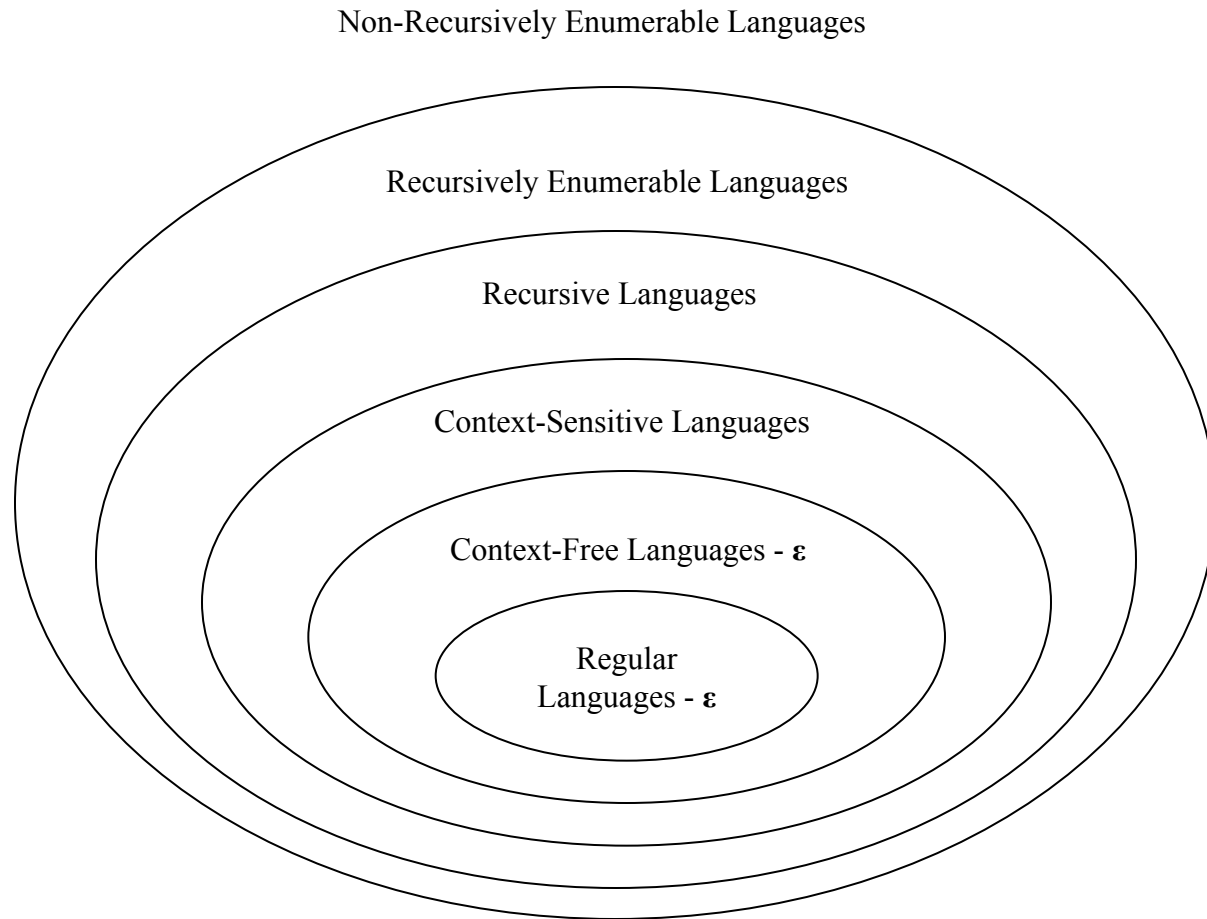 Non-Recursively Enumerable Languages
Recursively Enumerable Languages
Recursive Languages
Context-Sensitive Languages
Context-Free Languages - ε
Regular
Languages - ε